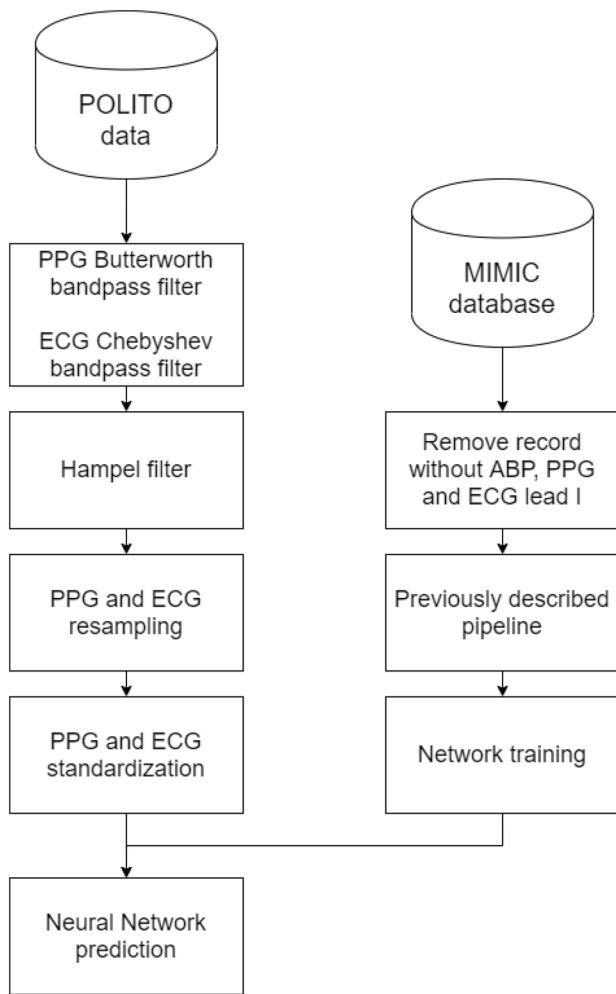 POLITO
data
PPG Butterworth
bandpass filter
ECG Chebyshev
bandpass filter
Hampel filter
PPG and ECG
resampling
PPG and ECG
standardization
MIMIC
database
Remove record
without ABP, PPG
and ECG lead I
Previously described
pipeline
Network training
Neural Network
prediction